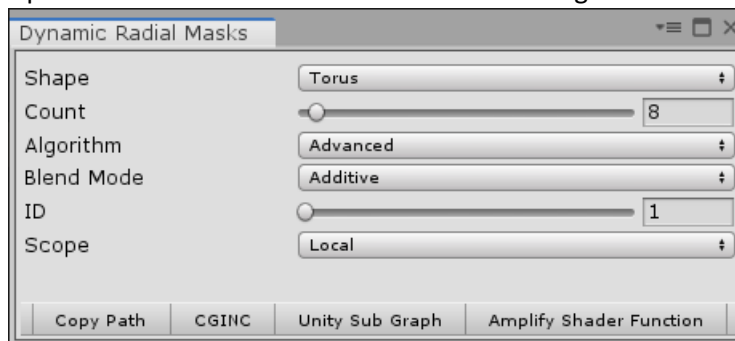 Dynamic Radial Masks
Shape Torus
Count 8
Algorithm Advanced
Blend Mode Additive
ID 1
Scope Local
Copy Path CGINC Unity Sub Graph Amplify Shader Function